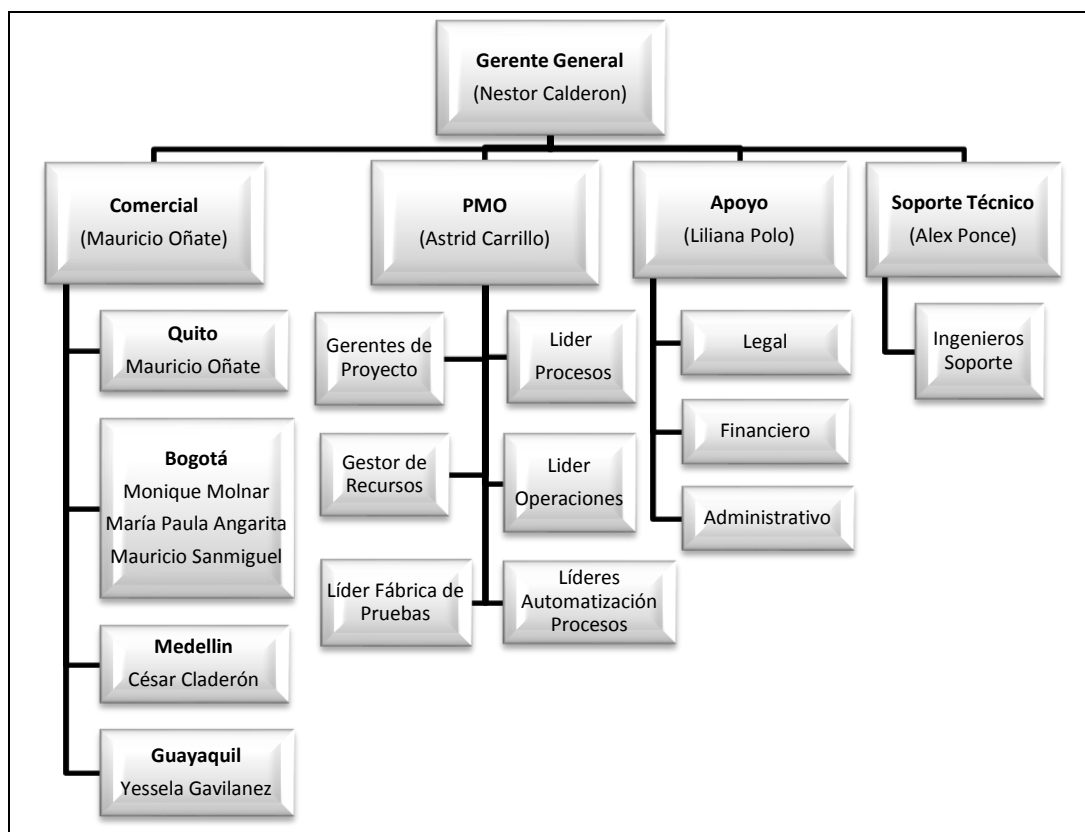 Gerente General
(Nestor Calderon)
Comercial
(Mauricio Oñate)
PMO
(Astrid Carrillo)
Apoyo
(Liliana Polo)
Soporte Técnico
(Alex Ponce)
Quito
Mauricio Oñate
Bogotá
Monique Molnar
María Paula Angarita
Mauricio Sanmiguel
Medellin
César Claderón
Guayaquil
Yessela Gavilanez
Gerentes de
Proyecto
Lider
Procesos
Gestor de
Recursos
Lider
Operaciones
Líder Fábrica de
Pruebas
Líderes
Automatización
Procesos
Legal
Financiero
Administrativo
Ingenieros
Soporte